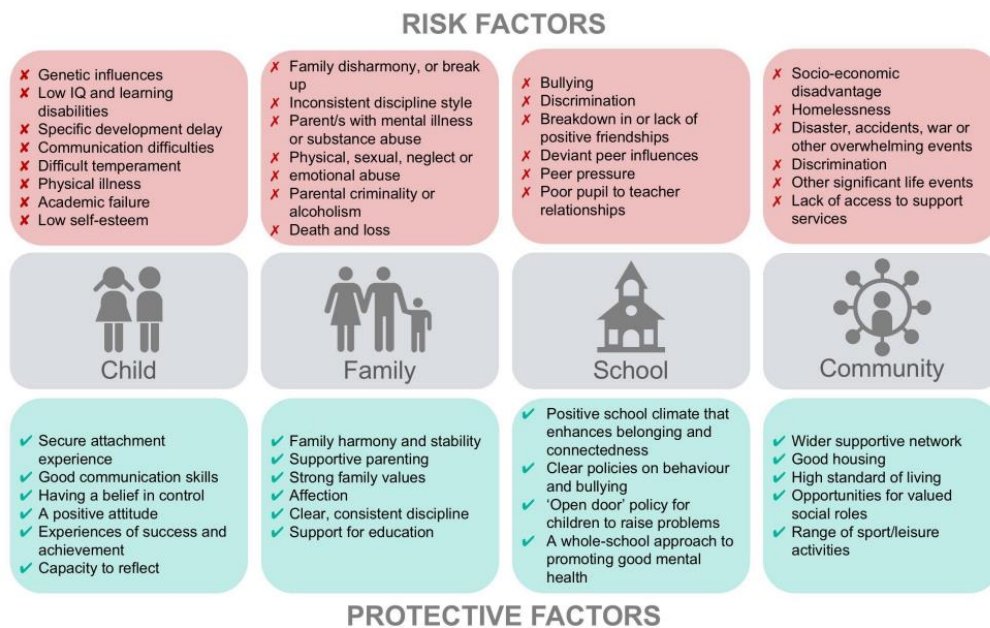 RISK FACTORS
✘ Genetic influences
✘ Low IQ and learning
disabilities
✘ Specific development delay
✘ Communication difficulties
✘ Difficult temperament
✘ Physical illness
✘ Academic failure
✘ Low self-esteem
✗ Family disharmony, or break
up
✗ Inconsistent discipline style
✗ Parent/s with mental illness
or substance abuse
✗ Physical, sexual, neglect or
✗ emotional abuse
✗ Parental criminality or
alcoholism
✗ Death and loss
✗ Bullying
✗ Discrimination
✗ Breakdown in or lack of
positive friendships
✗ Deviant peer influences
✗ Peer pressure
✗ Poor pupil to teacher
relationships
✗ Socio-economic
disadvantage
✗ Homelessness
✗ Disaster, accidents, war or
other overwhelming events
✗ Discrimination
✗ Other significant life events
✗ Lack of access to support
services
Child
Family
School
Community
✔ Secure attachment
experience
✔ Good communication skills
✔ Having a belief in control
✔ A positive attitude
✔ Experiences of success and
achievement
✔ Capacity to reflect
✔ Family harmony and stability
✔ Supportive parenting
✔ Strong family values
✔ Affection
✔ Clear, consistent discipline
✔ Support for education
✔ Positive school climate that
enhances belonging and
connectedness
✔ Clear policies on behaviour
and bullying
✔ ‘Open door’ policy for
children to raise problems
✔ A whole-school approach to
promoting good mental
health
✔ Wider supportive network
✔ Good housing
✔ High standard of living
✔ Opportunities for valued
social roles
✔ Range of sport/leisure
activities
PROTECTIVE FACTORS